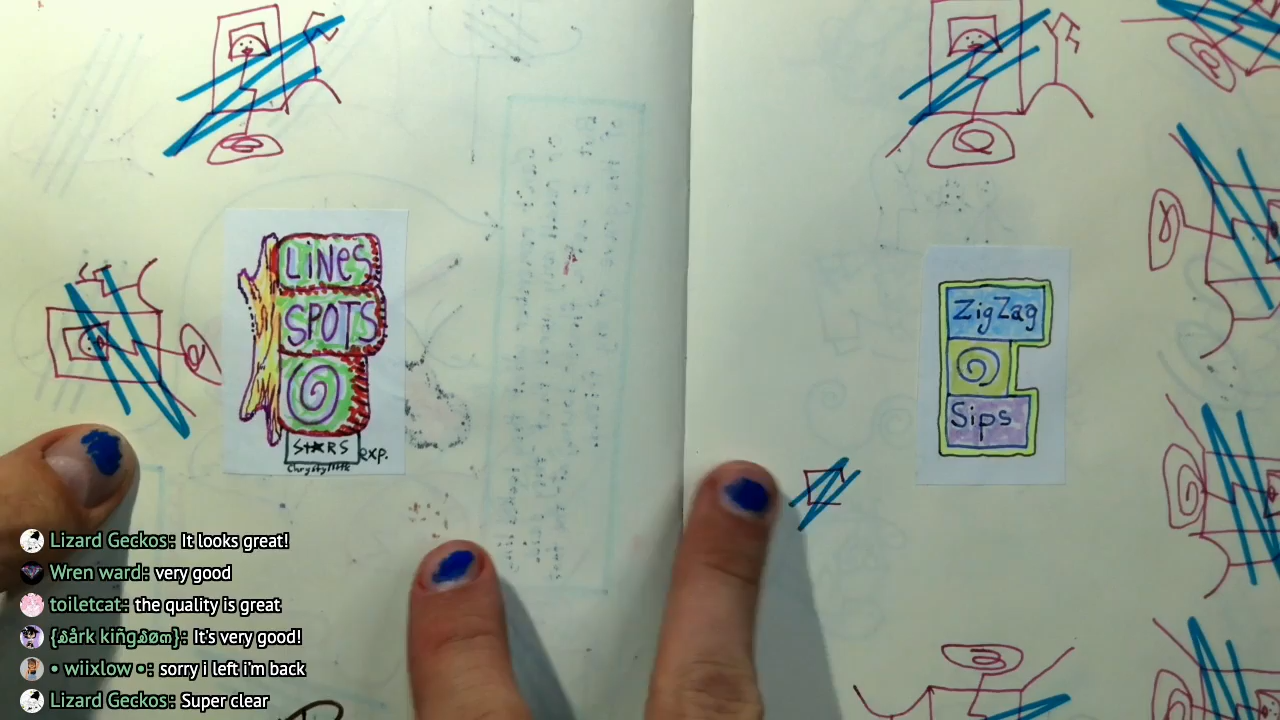 LINES
SPOTS
STARS
exp.
ZigZag
Sips
Lizard Geckos: It looks great!
Wren ward: very good
toiletcat: the quality is great
It's very good!
• wiixlow •: sorry i left i'm back
Lizard Geckos: Super clear